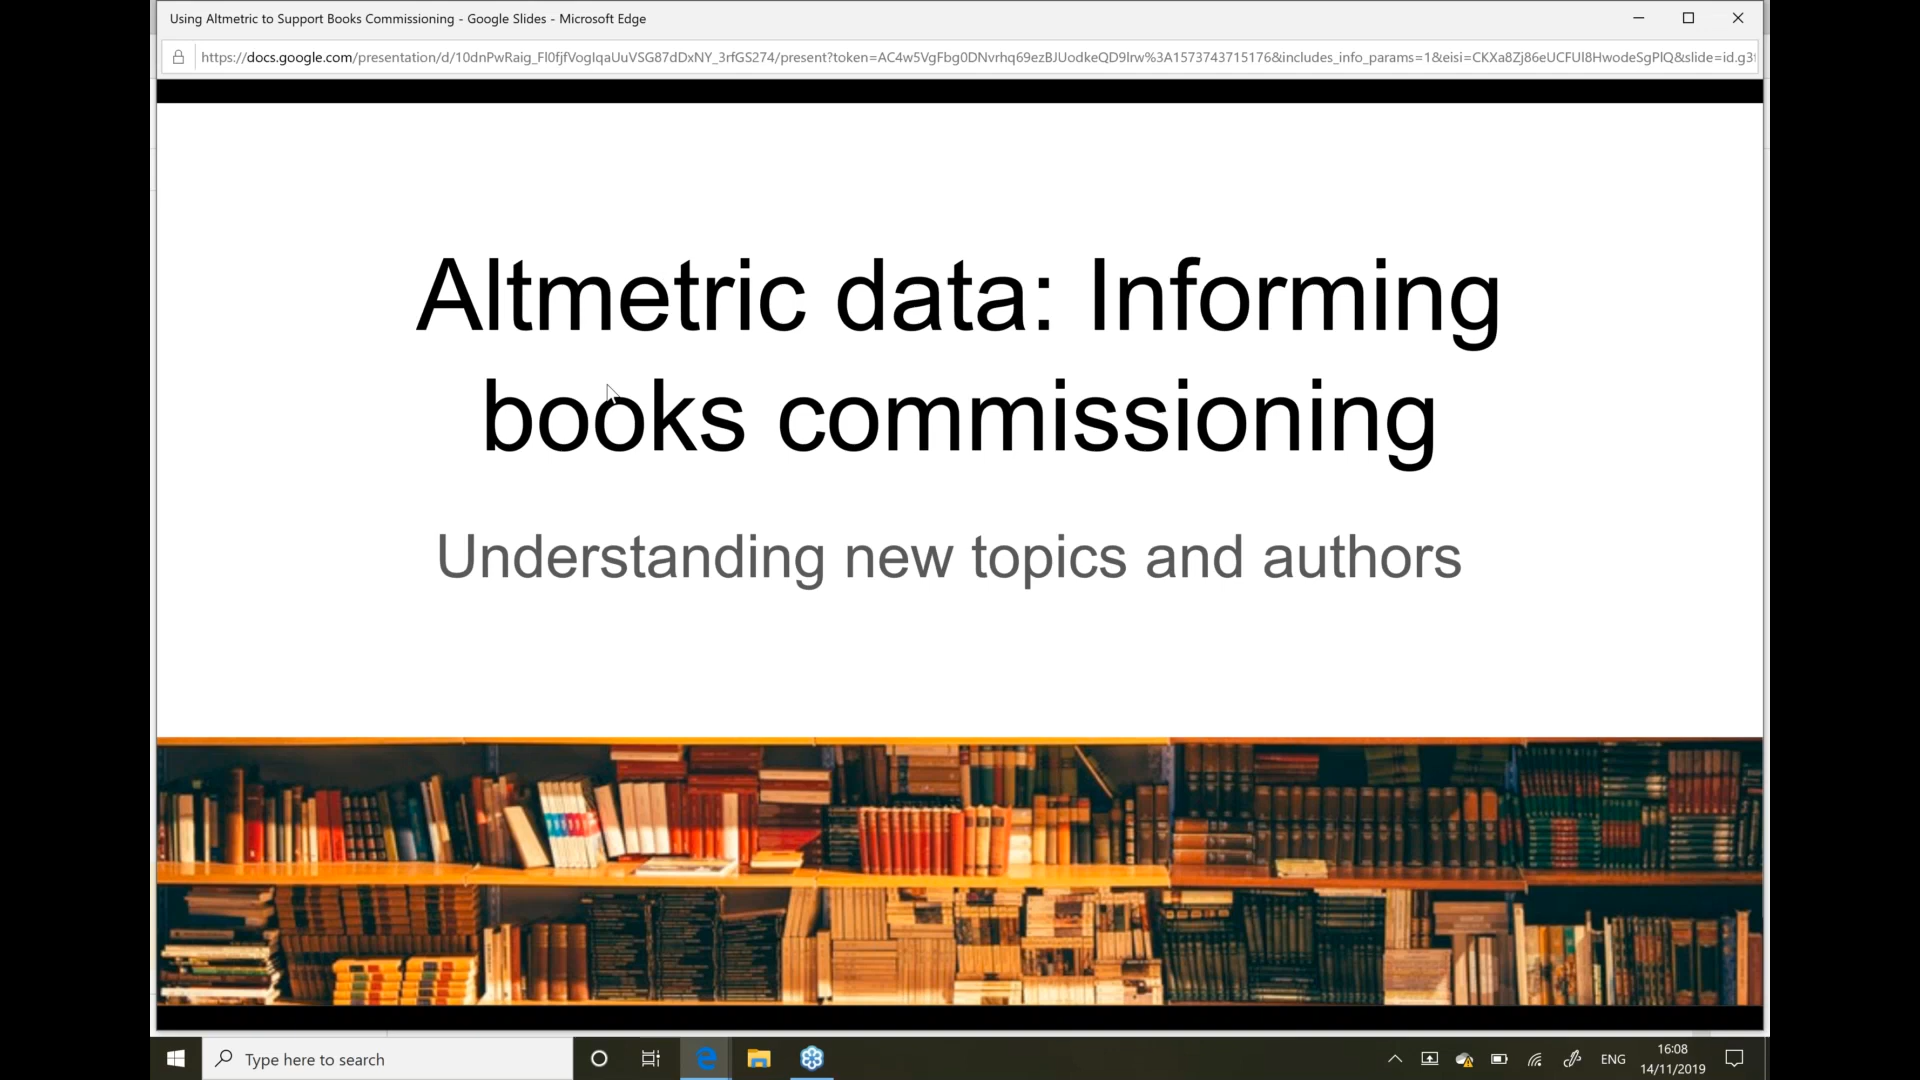 Using Altmetric to Support Books Commissioning - Google Slides - Microsoft Edge
https://docs.google.com/presentation/d/10dnPwRaig_Fl0fjfVogIqaUuVSG87dDxNY_3rfGS274/present?token=AC4w5VgFbg0DNvrhq69ezBJUodkeQD9lrw%3A1573743715176&includes_info_params=1&eisi=CKXa8Zj86eUCFUl8HwodeSgPlQ&slide=id.g3
Altmetric data: Informing
books commissioning
Understanding new topics and authors
Type here to search
ENG
16:08
14/11/2019